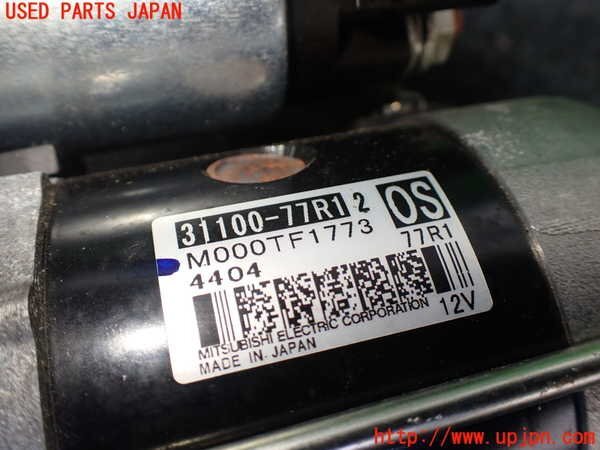 USED PARTS JAPAN
31100-77R1 2 OS
M000TF1773 77R1
4404
12V
MITSUBISHI ELECTRIC CORPORATION
MADE IN JAPAN
http://www.upjpn.com/